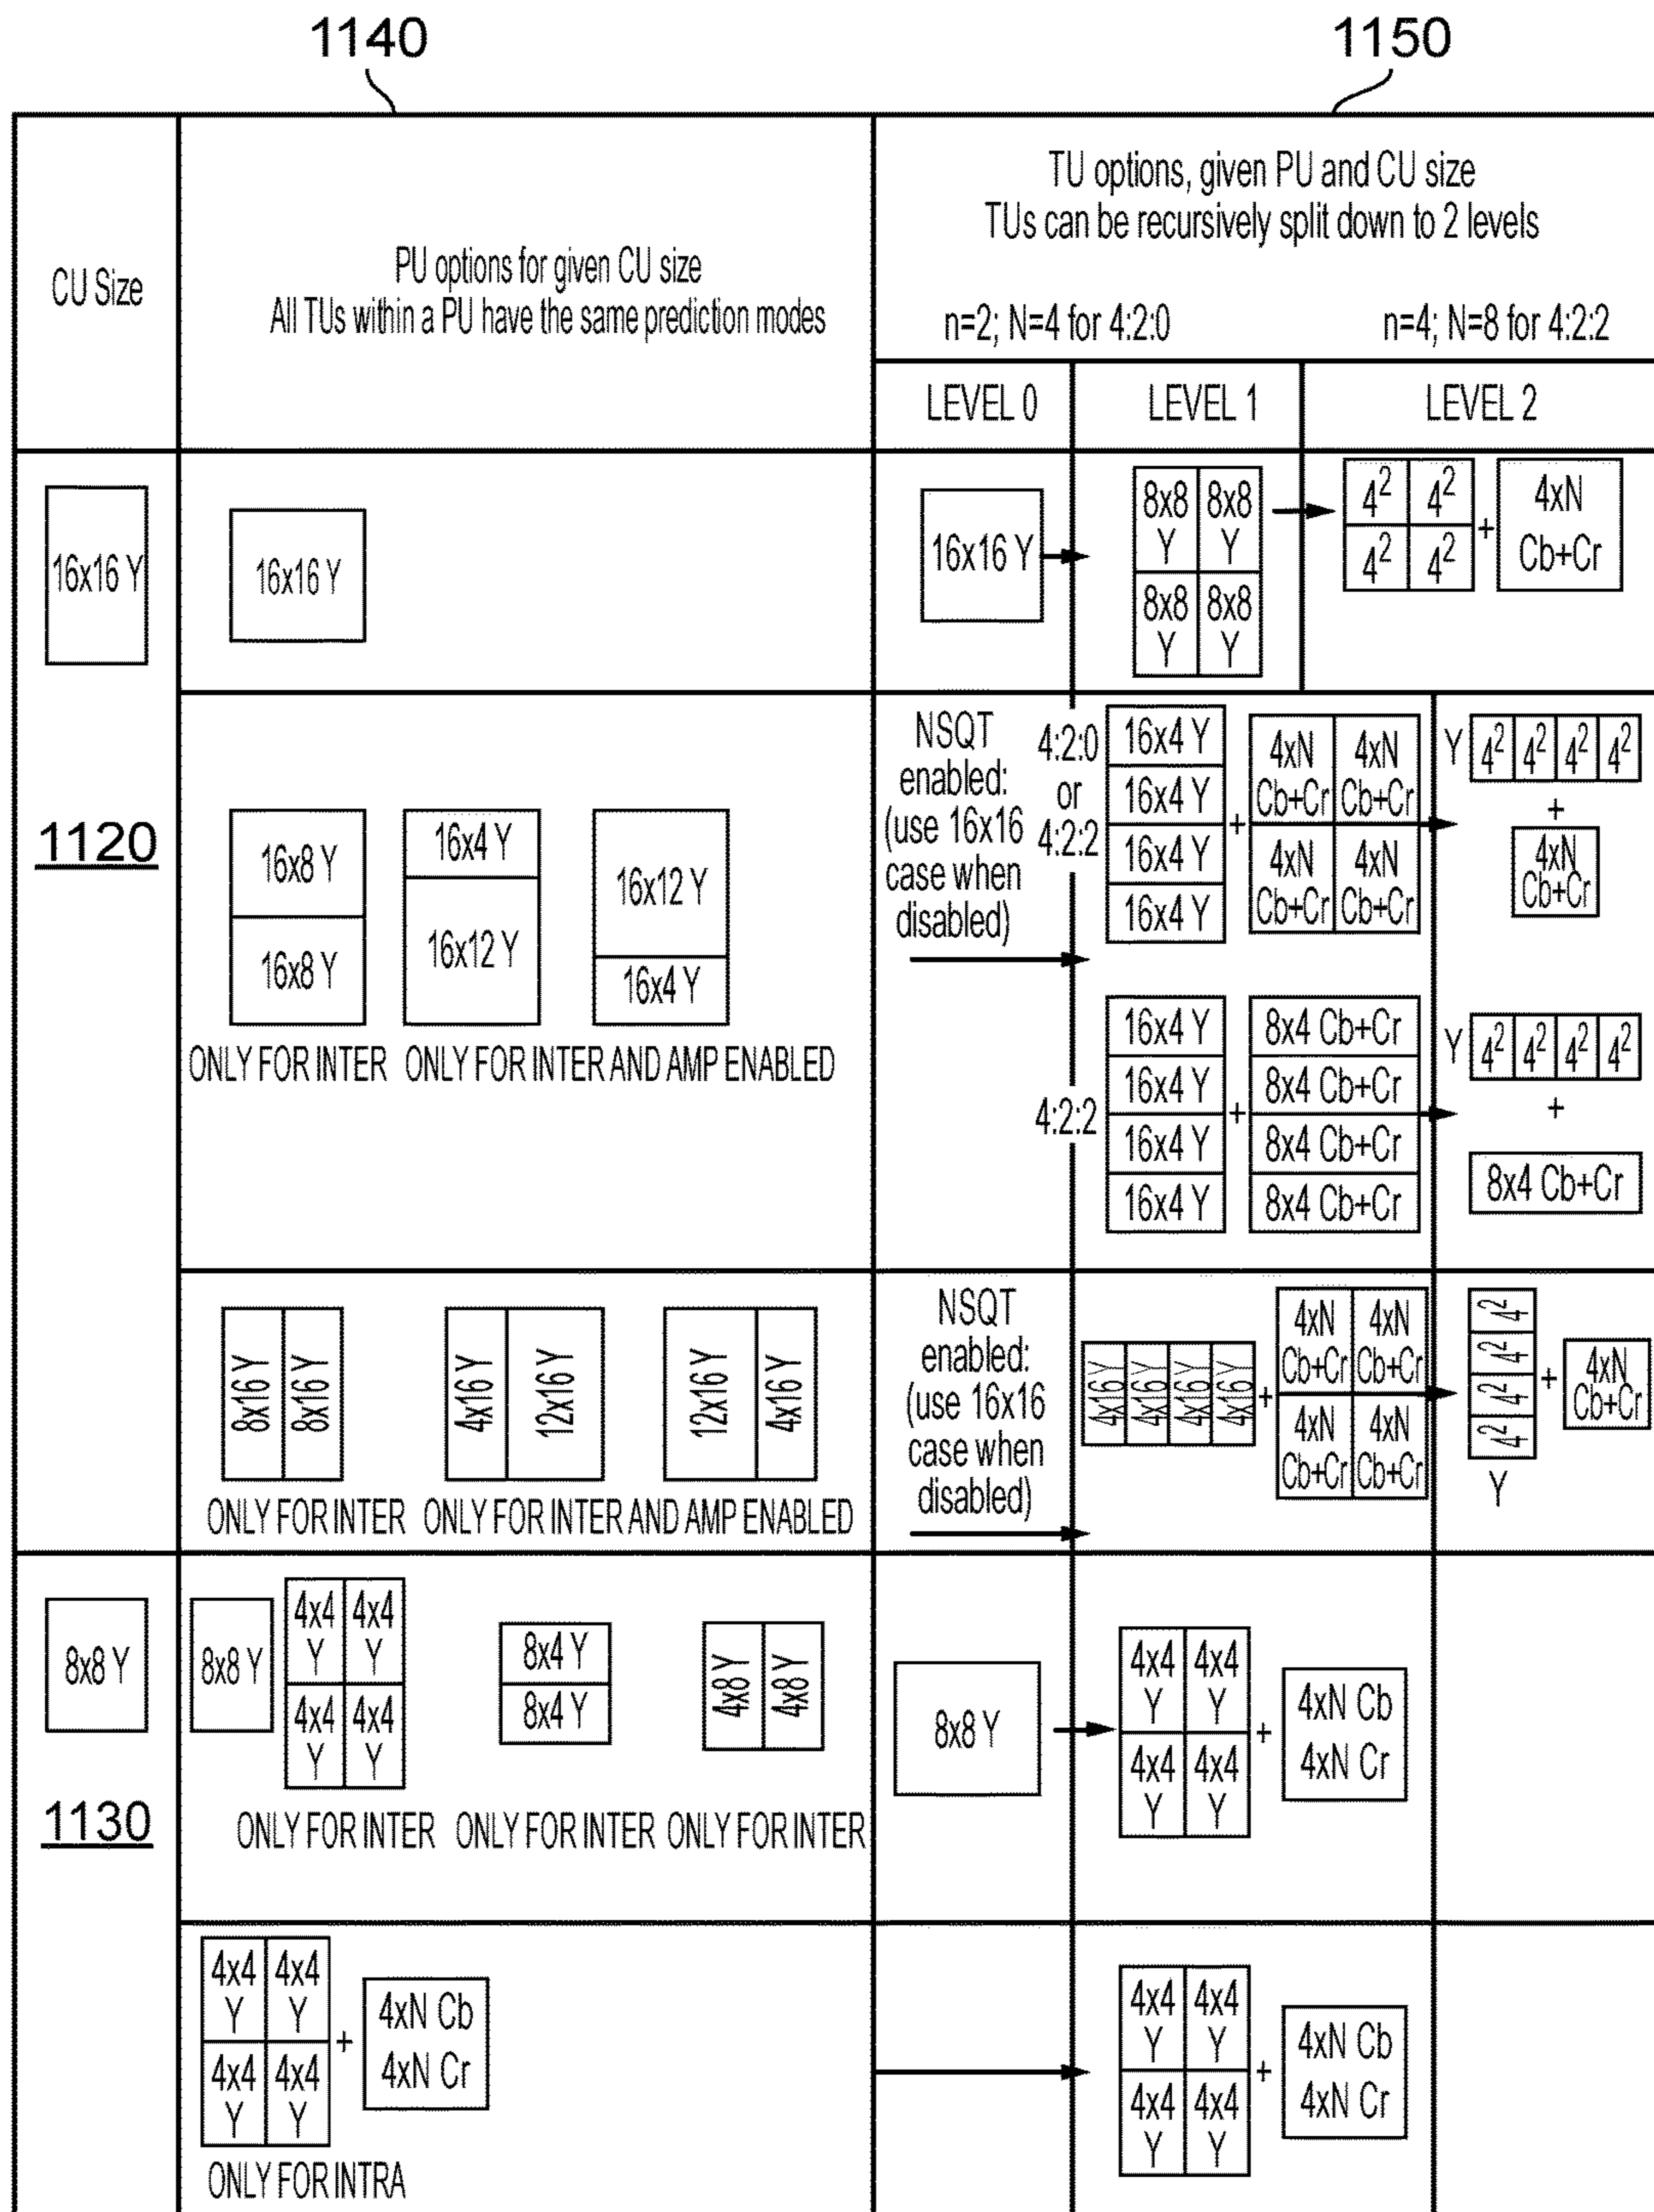 1140
1150
CU Size
PU options for given CU size
All TUs within a PU have the same prediction modes
TU options, given PU and CU size
TUs can be recursively split down to 2 levels
n=2; N=4 for 4:2:0
n=4; N=8 for 4:2:2
LEVEL 0
LEVEL 1
LEVEL 2
16x16 Y
16x16 Y
16x16 Y
8x8 8x8
Y Y
8x8 8x8
Y Y
4² 4²
4² 4²
+
4xN
Cb+Cr
1120
16x8 Y
16x8 Y
16x4 Y
16x12 Y
16x12 Y
16x4 Y
ONLY FOR INTER
ONLY FOR INTER AND AMP ENABLED
NSQT
enabled:
(use 16x16
case when
disabled)
4:2:0
or
4:2:2
16x4 Y
16x4 Y
16x4 Y
16x4 Y
+
4xN 4xN
Cb+Cr Cb+Cr
4xN 4xN
Cb+Cr Cb+Cr
Y 4² 4² 4² 4²
+
4xN
Cb+Cr
4:2:2
16x4 Y
16x4 Y
16x4 Y
16x4 Y
+
8x4 Cb+Cr
8x4 Cb+Cr
8x4 Cb+Cr
8x4 Cb+Cr
Y 4² 4² 4² 4²
+
8x4 Cb+Cr
8x16 Y
8x16 Y
4x16 Y
12x16 Y
12x16 Y
4x16 Y
ONLY FOR INTER
ONLY FOR INTER AND AMP ENABLED
NSQT
enabled:
(use 16x16
case when
disabled)
4x16 Y
4x16 Y
4x16 Y
4x16 Y
+
4xN 4xN
Cb+Cr Cb+Cr
4xN 4xN
Cb+Cr Cb+Cr
4²
4²
4²
4²
Y
+
4xN
Cb+Cr
8x8 Y
1130
8x8 Y
4x4 4x4
Y Y
4x4 4x4
Y Y
8x4 Y
8x4 Y
4x8 Y
4x8 Y
ONLY FOR INTER
ONLY FOR INTER
ONLY FOR INTER
8x8 Y
4x4 4x4
Y Y
4x4 4x4
Y Y
+
4xN Cb
4xN Cr
4x4 4x4
Y Y
4x4 4x4
Y Y
+
4xN Cb
4xN Cr
ONLY FOR INTRA
4x4 4x4
Y Y
4x4 4x4
Y Y
+
4xN Cb
4xN Cr